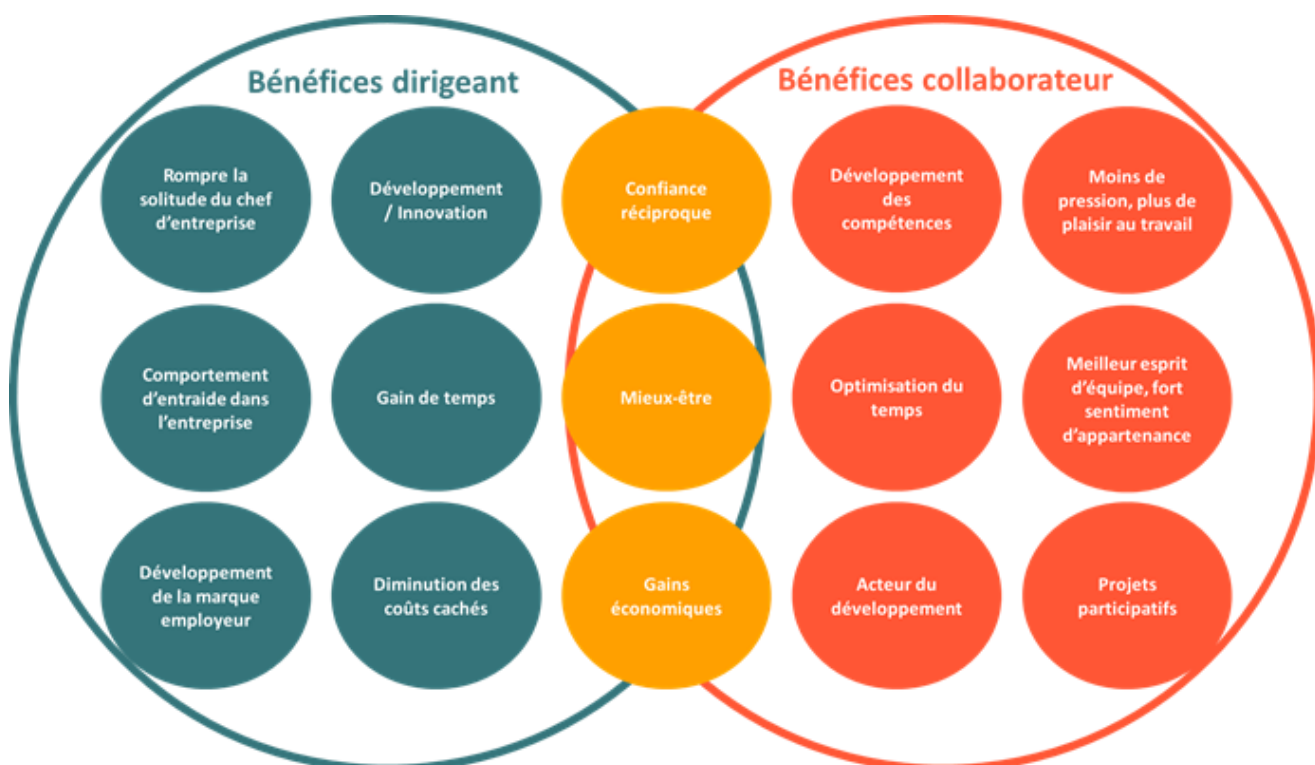 Bénéfices dirigeant
Bénéfices collaborateur
Rompre la
solitude du chef
d’entreprise
Développement
/ Innovation
Confiance
réciproque
Développement
des
compétences
Moins de
pression, plus de
plaisir au travail
Comportement
d’entraide dans
l’entreprise
Gain de temps
Mieux-être
Optimisation du
temps
Meilleur esprit
d’équipe, fort
sentiment
d’appartenance
Développement
de la marque
employeur
Diminution des
coûts cachés
Gains
économiques
Acteur du
développement
Projets
participatifs